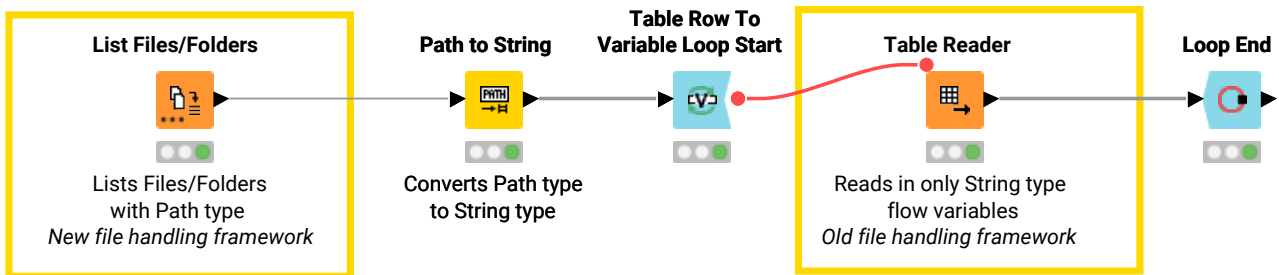 List Files/Folders
Lists Files/Folders
with Path type
New file handling framework
Path to String
PATH
Converts Path type
to String type
Table Row To
Variable Loop Start
V
Table Reader
Reads in only String type
flow variables
Old file handling framework
Loop End